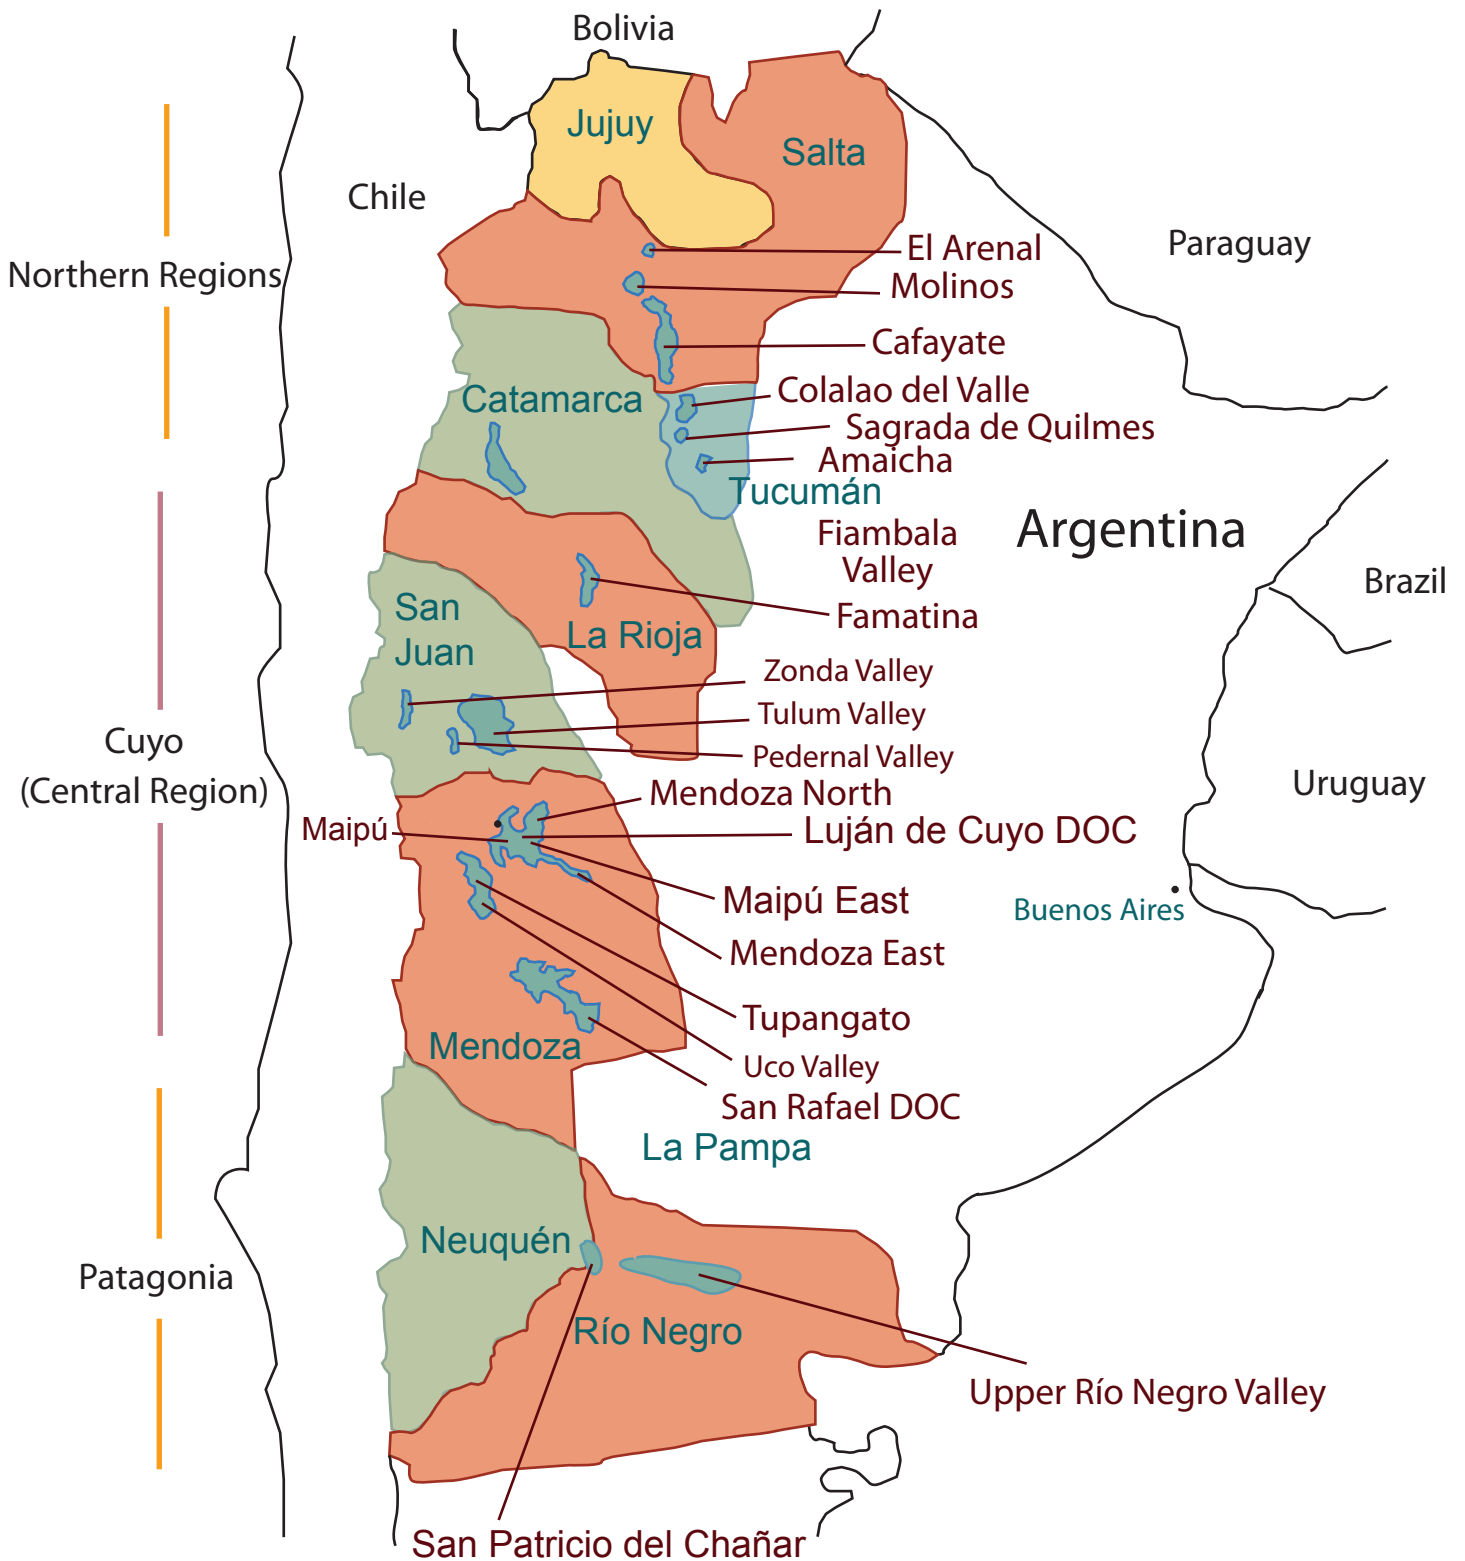 Bolivia
Jujuy
Salta
Chile
El Arenal
Paraguay
Northern Regions
Molinos
Cafayate
Colalao del Valle
Catamarca
Sagrada de Quilmes
Amaicha
Tucumán
Argentina
Fiambala
Valley
Brazil
San
Juan
Famatina
La Rioja
Zonda Valley
Tulum Valley
Cuyo
(Central Region)
Pedernal Valley
Uruguay
Mendoza North
Maipú
Luján de Cuyo DOC
Maipú East
Buenos Aires
Mendoza East
Tupangato
Mendoza
Uco Valley
San Rafael DOC
La Pampa
Neuquén
Patagonia
Río Negro
Upper Río Negro Valley
San Patricio del Chañar